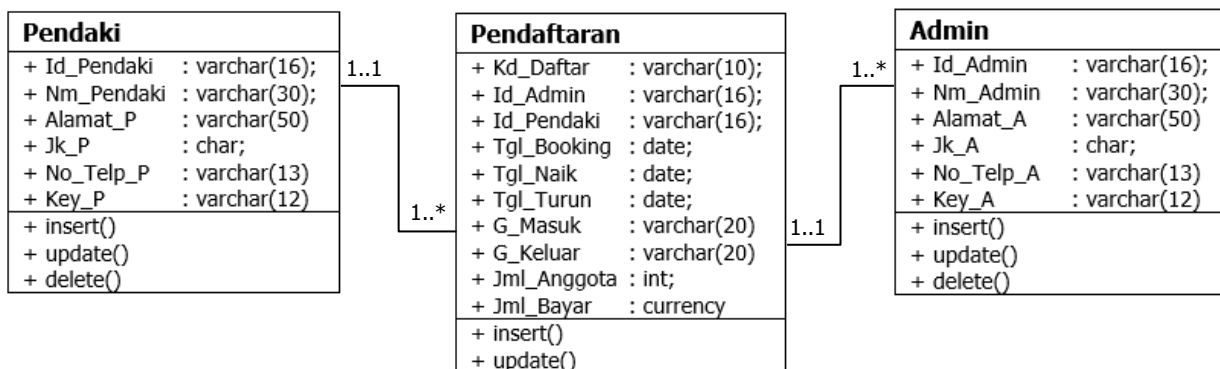 Pendaki
+ Id_Pendaki : varchar(16);
+ Nm_Pendaki : varchar(30);
+ Alamat_P : varchar(50)
+ Jk_P : char;
+ No_Telp_P : varchar(13)
+ Key_P : varchar(12)
+ insert()
+ update()
+ delete()
1..1
1..*
Pendaftaran
+ Kd_Daftar : varchar(10);
+ Id_Admin : varchar(16);
+ Id_Pendaki : varchar(16);
+ Tgl_Booking : date;
+ Tgl_Naik : date;
+ Tgl_Turun : date;
+ G_Masuk : varchar(20)
+ G_Keluar : varchar(20)
+ Jml_Anggota : int;
+ Jml_Bayar : currency
+ insert()
+ update()
1..*
1..1
Admin
+ Id_Admin : varchar(16);
+ Nm_Admin : varchar(30);
+ Alamat_A : varchar(50)
+ Jk_A : char;
+ No_Telp_A : varchar(13)
+ Key_A : varchar(12)
+ insert()
+ update()
+ delete()